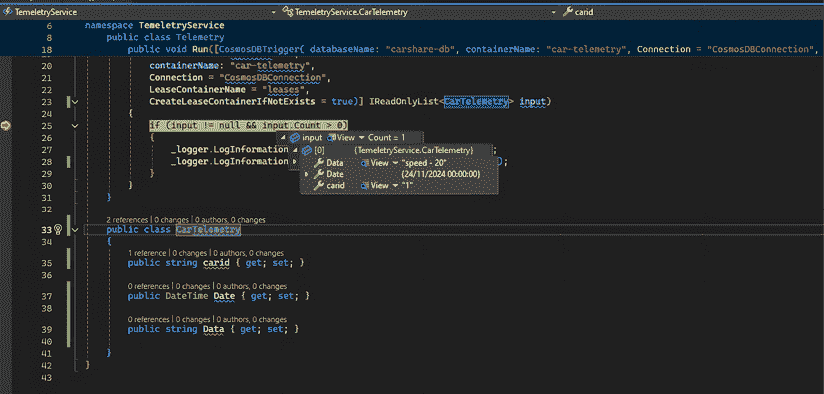 TemeletryService TemeletryService.CarTelemetry carid
6 namespace TemeletryService
8 public class Telemetry
18 public void Run([CosmosDBTrigger( databaseName: "carshare-db", containerName: "car-telemetry", Connection = "CosmosDBConnection",
20 containerName: "car-telemetry",
21 Connection = "CosmosDBConnection",
22 LeaseContainerName = "leases",
23 CreateLeaseContainerIfNotExists = true)] IReadOnlyList<CarTeleMetry> input)
24 {
25 if (input != null && input.Count > 0)
26 { input View Count = 1
27 _logger.LogInformation [0] {TemeletryService.CarTelemetry} ;
28 _logger.LogInformation Data View "speed - 20" );
29 } Date {24/11/2024 00:00:00}
30 } carid View "1"
31 }
32
2 references | 0 changes | 0 authors, 0 changes
33 public class CarTelemetry
34 {
1 reference | 0 changes | 0 authors, 0 changes
35 public string carid { get; set; }
36
0 references | 0 changes | 0 authors, 0 changes
37 public DateTime Date { get; set; }
38
0 references | 0 changes | 0 authors, 0 changes
39 public string Data { get; set; }
40
41 }
42 }
43